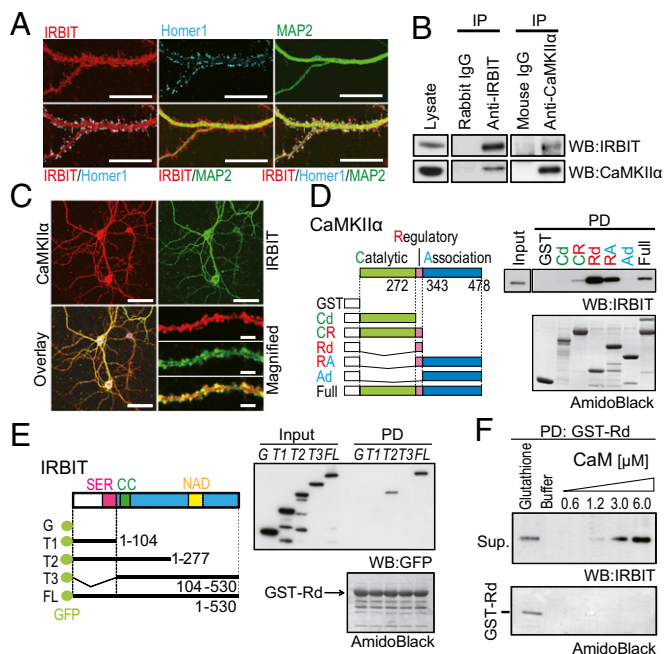 A
IRBIT
Homer1
MAP2
IRBIT/Homer1
IRBIT/MAP2
IRBIT/Homer1/MAP2
B
IP
IP
Lysate
Rabbit IgG
Anti-IRBIT
Mouse IgG
Anti-CaMKIIα
WB:IRBIT
WB:CaMKIIα
C
CaMKIIα
IRBIT
Overlay
Magnified
D
CaMKIIα
Regulatory
Catalytic
Association
272
343
478
GST
Cd
CR
Rd
RA
Ad
Full
PD
Input
GST
Cd
CR
Rd
RA
Ad
Full
WB:IRBIT
AmidoBlack
E
IRBIT
SER
CC
NAD
G
T1
1-104
T2
1-277
T3
104-530
FL
1-530
GFP
Input
PD
G T1 T2 T3 FL
G T1 T2 T3 FL
WB:GFP
GST-Rd
AmidoBlack
F
PD: GST-Rd
Glutathione
Buffer
CaM [µM]
0.6 1.2 3.0 6.0
Sup.
WB:IRBIT
GST-Rd
AmidoBlack